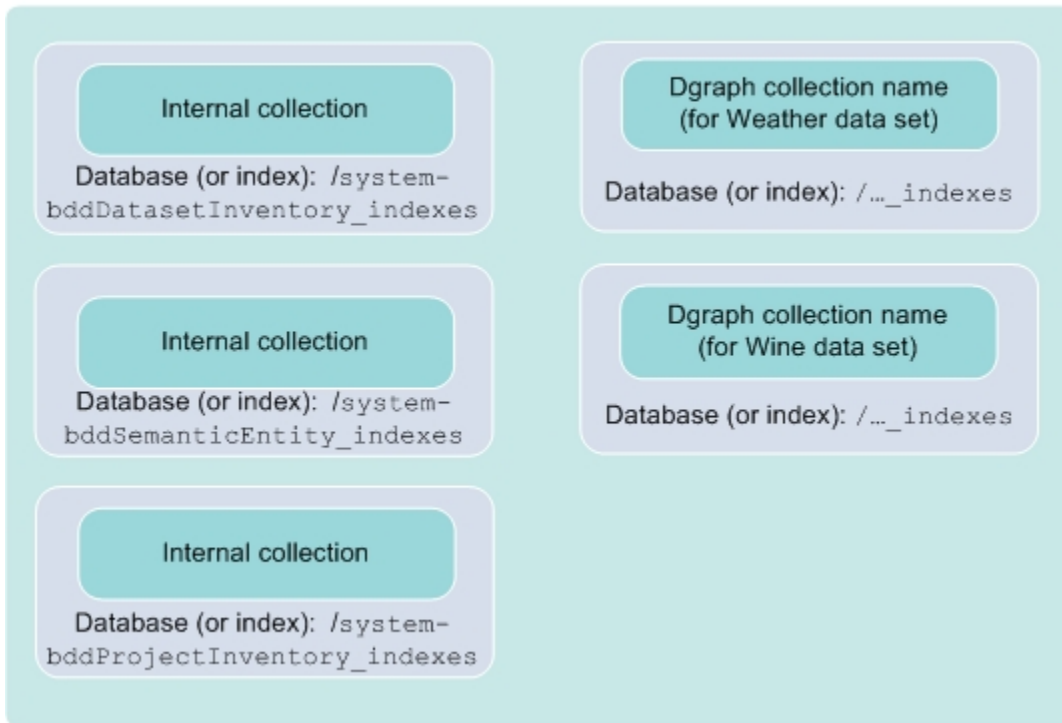 Internal collection
Database (or index): /system-
bddDatasetInventory_indexes
Internal collection
Database (or index): /system-
bddSemanticEntity_indexes
Internal collection
Database (or index): /system-
bddProjectInventory_indexes
Dgraph collection name
(for Weather data set)
Database (or index): /…_indexes
Dgraph collection name
(for Wine data set)
Database (or index): /…_indexes